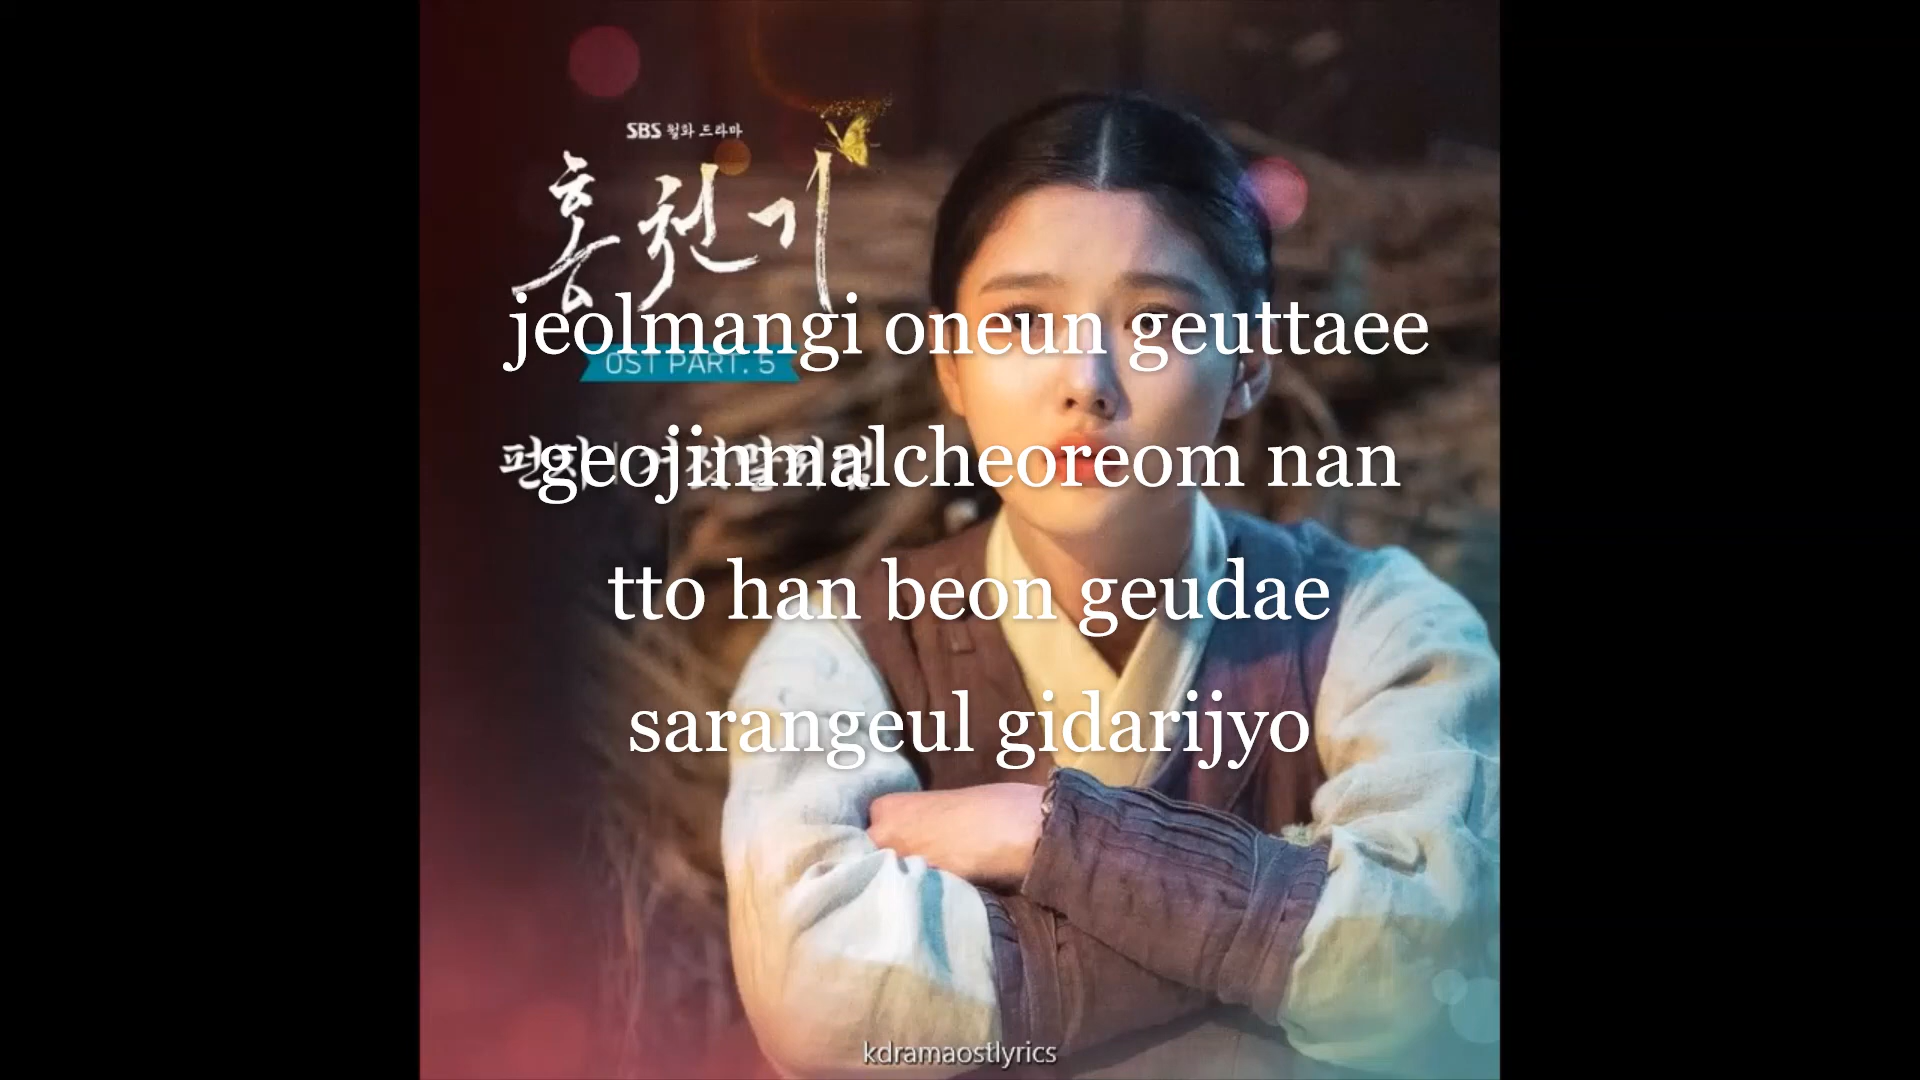 SBS 월화 드라마
홍천기
jeolmangi oneun geuttaee
OST PART. 5
geojinmalcheoreom nan
tto han beon geudae
sarangeul gidarijyo
kdramaostlyrics